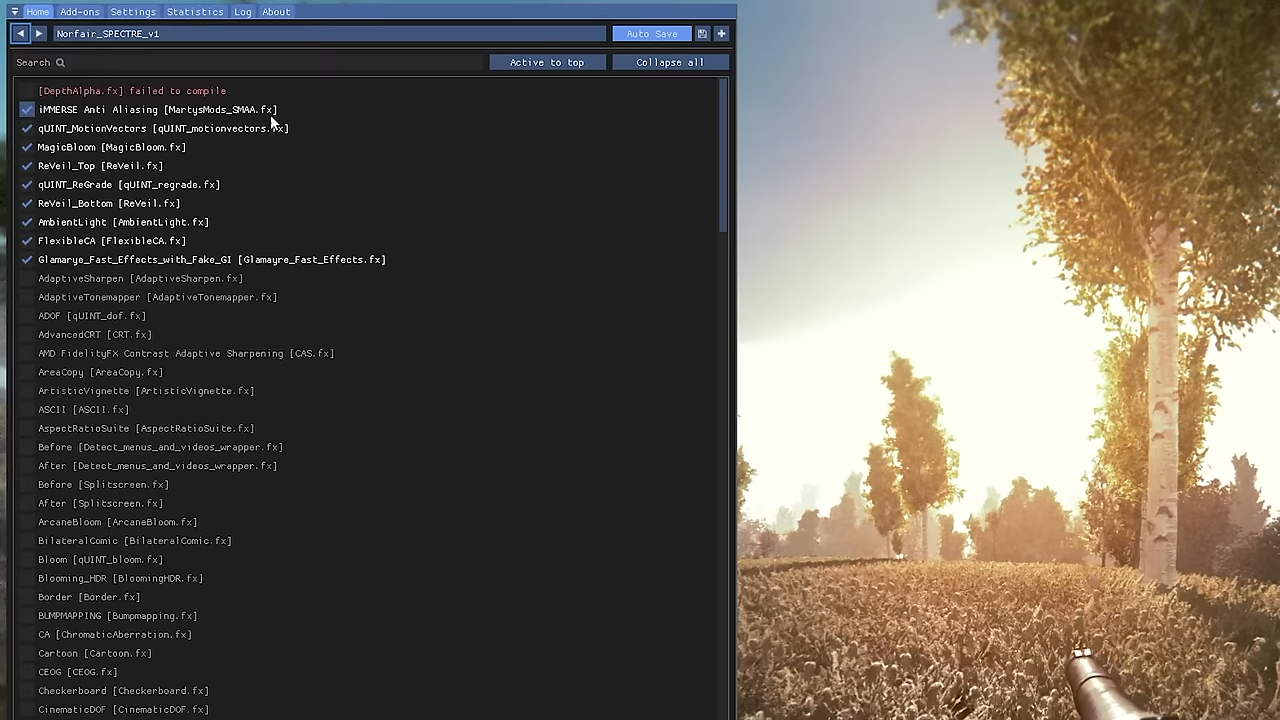 Home Add-ons Settings Statistics Log About
Norfair_SPECTRE_v1 Auto Save
Search Active to top Collapse all
[DepthAlpha.fx] failed to compile
iMMERSE Anti Aliasing [MartysMods_SMAA.fx]
qUINT_MotionVectors [qUINT_motionvectors.fx]
MagicBloom [MagicBloom.fx]
ReVeil_Top [ReVeil.fx]
qUINT_ReGrade [qUINT_regrade.fx]
ReVeil_Bottom [ReVeil.fx]
AmbientLight [AmbientLight.fx]
FlexibleCA [FlexibleCA.fx]
Glamarye_Fast_Effects_with_Fake_GI [Glamayre_Fast_Effects.fx]
AdaptiveSharpen [AdaptiveSharpen.fx]
AdaptiveTonemapper [AdaptiveTonemapper.fx]
ADOF [qUINT_dof.fx]
AdvancedCRT [CRT.fx]
AMD FidelityFX Contrast Adaptive Sharpening [CAS.fx]
AreaCopy [AreaCopy.fx]
ArtisticVignette [ArtisticVignette.fx]
ASCII [ASCII.fx]
AspectRatioSuite [AspectRatioSuite.fx]
Before [Detect_menus_and_videos_wrapper.fx]
After [Detect_menus_and_videos_wrapper.fx]
Before [Splitscreen.fx]
After [Splitscreen.fx]
ArcaneBloom [ArcaneBloom.fx]
BilateralComic [BilateralComic.fx]
Bloom [qUINT_bloom.fx]
Blooming_HDR [BloomingHDR.fx]
Border [Border.fx]
BUMPMAPPING [Bumpmapping.fx]
CA [ChromaticAberration.fx]
Cartoon [Cartoon.fx]
CEOG [CEOG.fx]
Checkerboard [Checkerboard.fx]
CinematicDOF [CinematicDOF.fx]